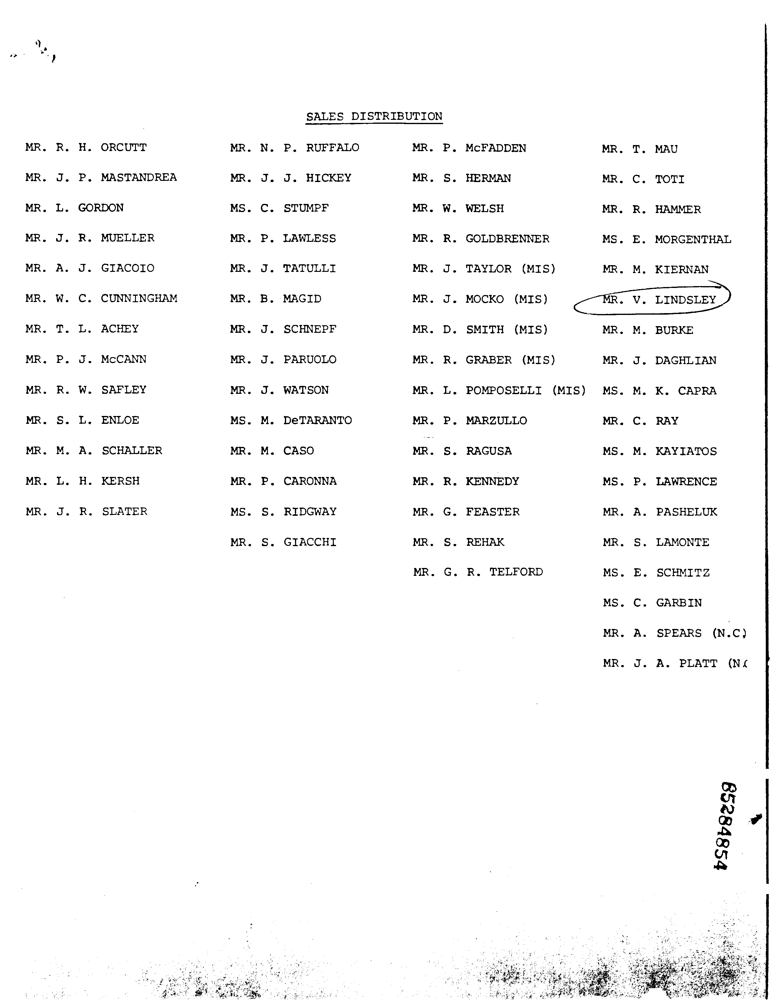 SALES DISTRIBUTION
MR. R. H. ORCUTT MR. N. P. RUFFALO MR. P. McFADDEN MR. T. MAU
MR. J. P. MASTANDREA MR. J. J. HICKEY MR. S. HERMAN MR. C. TOTI
MR. L. GORDON MS. C. STUMPF MR. W. WELSH MR. R. HAMMER
MR. J. R. MUELLER MR. P. LAWLESS MR. R. GOLDBRENNER MS. E. MORGENTHAL
MR. A. J. GIACOIO MR. J. TATULLI MR. J. TAYLOR (MIS) MR. M. KIERNAN
MR. W. C. CUNNINGHAM MR. B. MAGID MR. J. MOCKO (MIS) MR. V. LINDSLEY
MR. T. L. ACHEY MR. J. SCHNEPF MR. D. SMITH (MIS) MR. M. BURKE
MR. P. J. McCANN MR. J. PARUOLO MR. R. GRABER (MIS) MR. J. DAGHLIAN
MR. R. W. SAFLEY MR. J. WATSON MR. L. POMPOSELLI (MIS) MS. M. K. CAPRA
MR. S. L. ENLOE MS. M. DeTARANTO MR. P. MARZULLO MR. C. RAY
MR. M. A. SCHALLER MR. M. CASO MR. S. RAGUSA MS. M. KAYIATOS
MR. L. H. KERSH MR. P. CARONNA MR. R. KENNEDY MS. P. LAWRENCE
MR. J. R. SLATER MS. S. RIDGWAY MR. G. FEASTER MR. A. PASHELUK
MR. S. GIACCHI MR. S. REHAK MR. S. LAMONTE
MR. G. R. TELFORD MS. E. SCHMITZ
MS. C. GARBIN
MR. A. SPEARS (N.C)
MR. J. A. PLATT (N
85284854